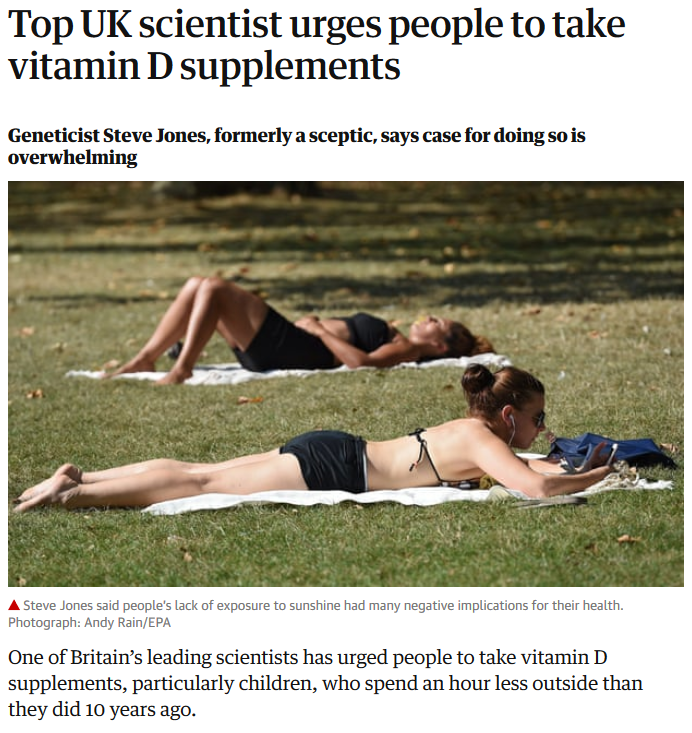 Top UK scientist urges people to take
vitamin D supplements
Geneticist Steve Jones, formerly a sceptic, says case for doing so is
overwhelming
▲ Steve Jones said people’s lack of exposure to sunshine had many negative implications for their health.
Photograph: Andy Rain/EPA
One of Britain’s leading scientists has urged people to take vitamin D
supplements, particularly children, who spend an hour less outside than
they did 10 years ago.